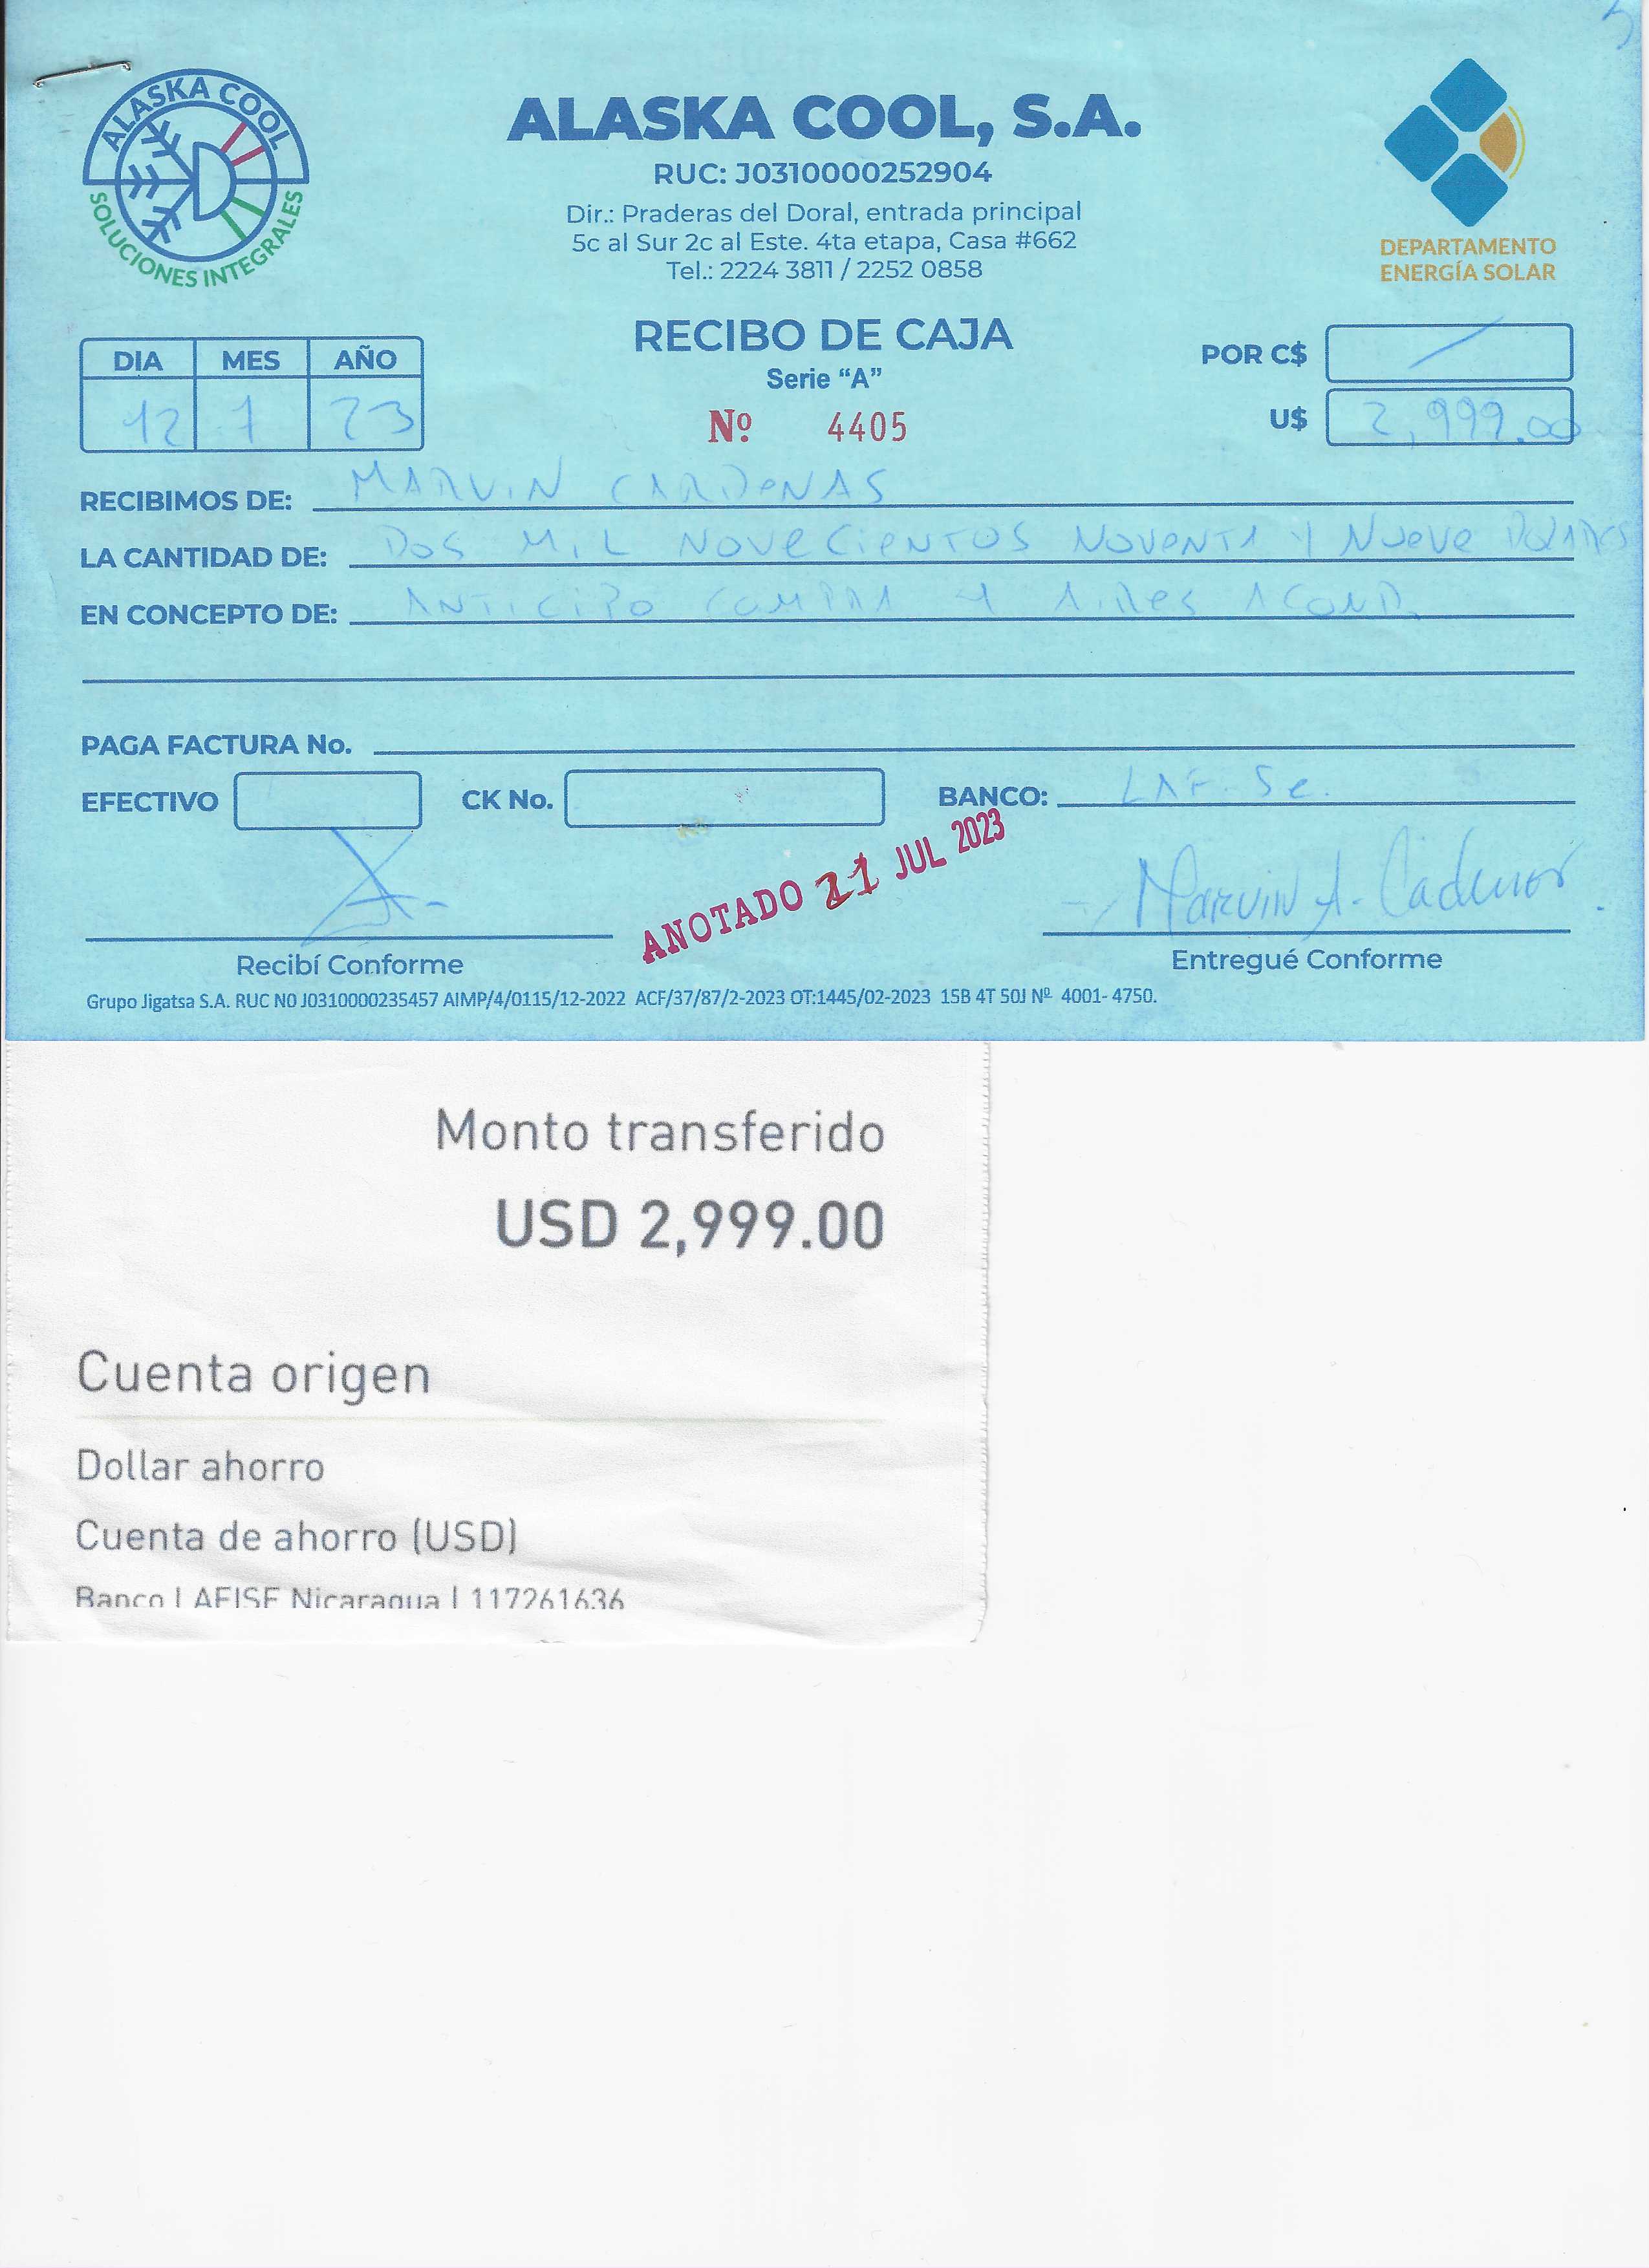 ALASKA COOL
SOLUCIONES INTEGRALES
ALASKA COOL, S.A.
RUC: J0310000252904
Dir.: Praderas del Doral, entrada principal
5c al Sur 2c al Este. 4ta etapa, Casa #662
Tel.: 2224 3811 / 2252 0858
DEPARTAMENTO
ENERGÍA SOLAR
DIA MES AÑO
12 7 23
RECIBO DE CAJA
Serie “A”
Nº 4405
POR C$
U$ 2,999.00
RECIBIMOS DE: MARVIN CARDENAS
LA CANTIDAD DE: DOS MIL NOVECIENTOS NOVENTA Y NUEVE DOLARES
EN CONCEPTO DE: ANTICIPO COMPRA 4 AIRES ACOND.
PAGA FACTURA No.
EFECTIVO CK No. BANCO: LAF. Se.
ANOTADO 21 JUL 2023
Marvin A. Cadenas
Recibí Conforme Entregué Conforme
Grupo Jigatsa S.A. RUC N0 J0310000235457 AIMP/4/0115/12-2022 ACF/37/87/2-2023 OT:1445/02-2023 15B 4T 50J Nº 4001- 4750.
Monto transferido
USD 2,999.00
Cuenta origen
Dollar ahorro
Cuenta de ahorro (USD)
Banco LAFISE Nicaragua | 117261636